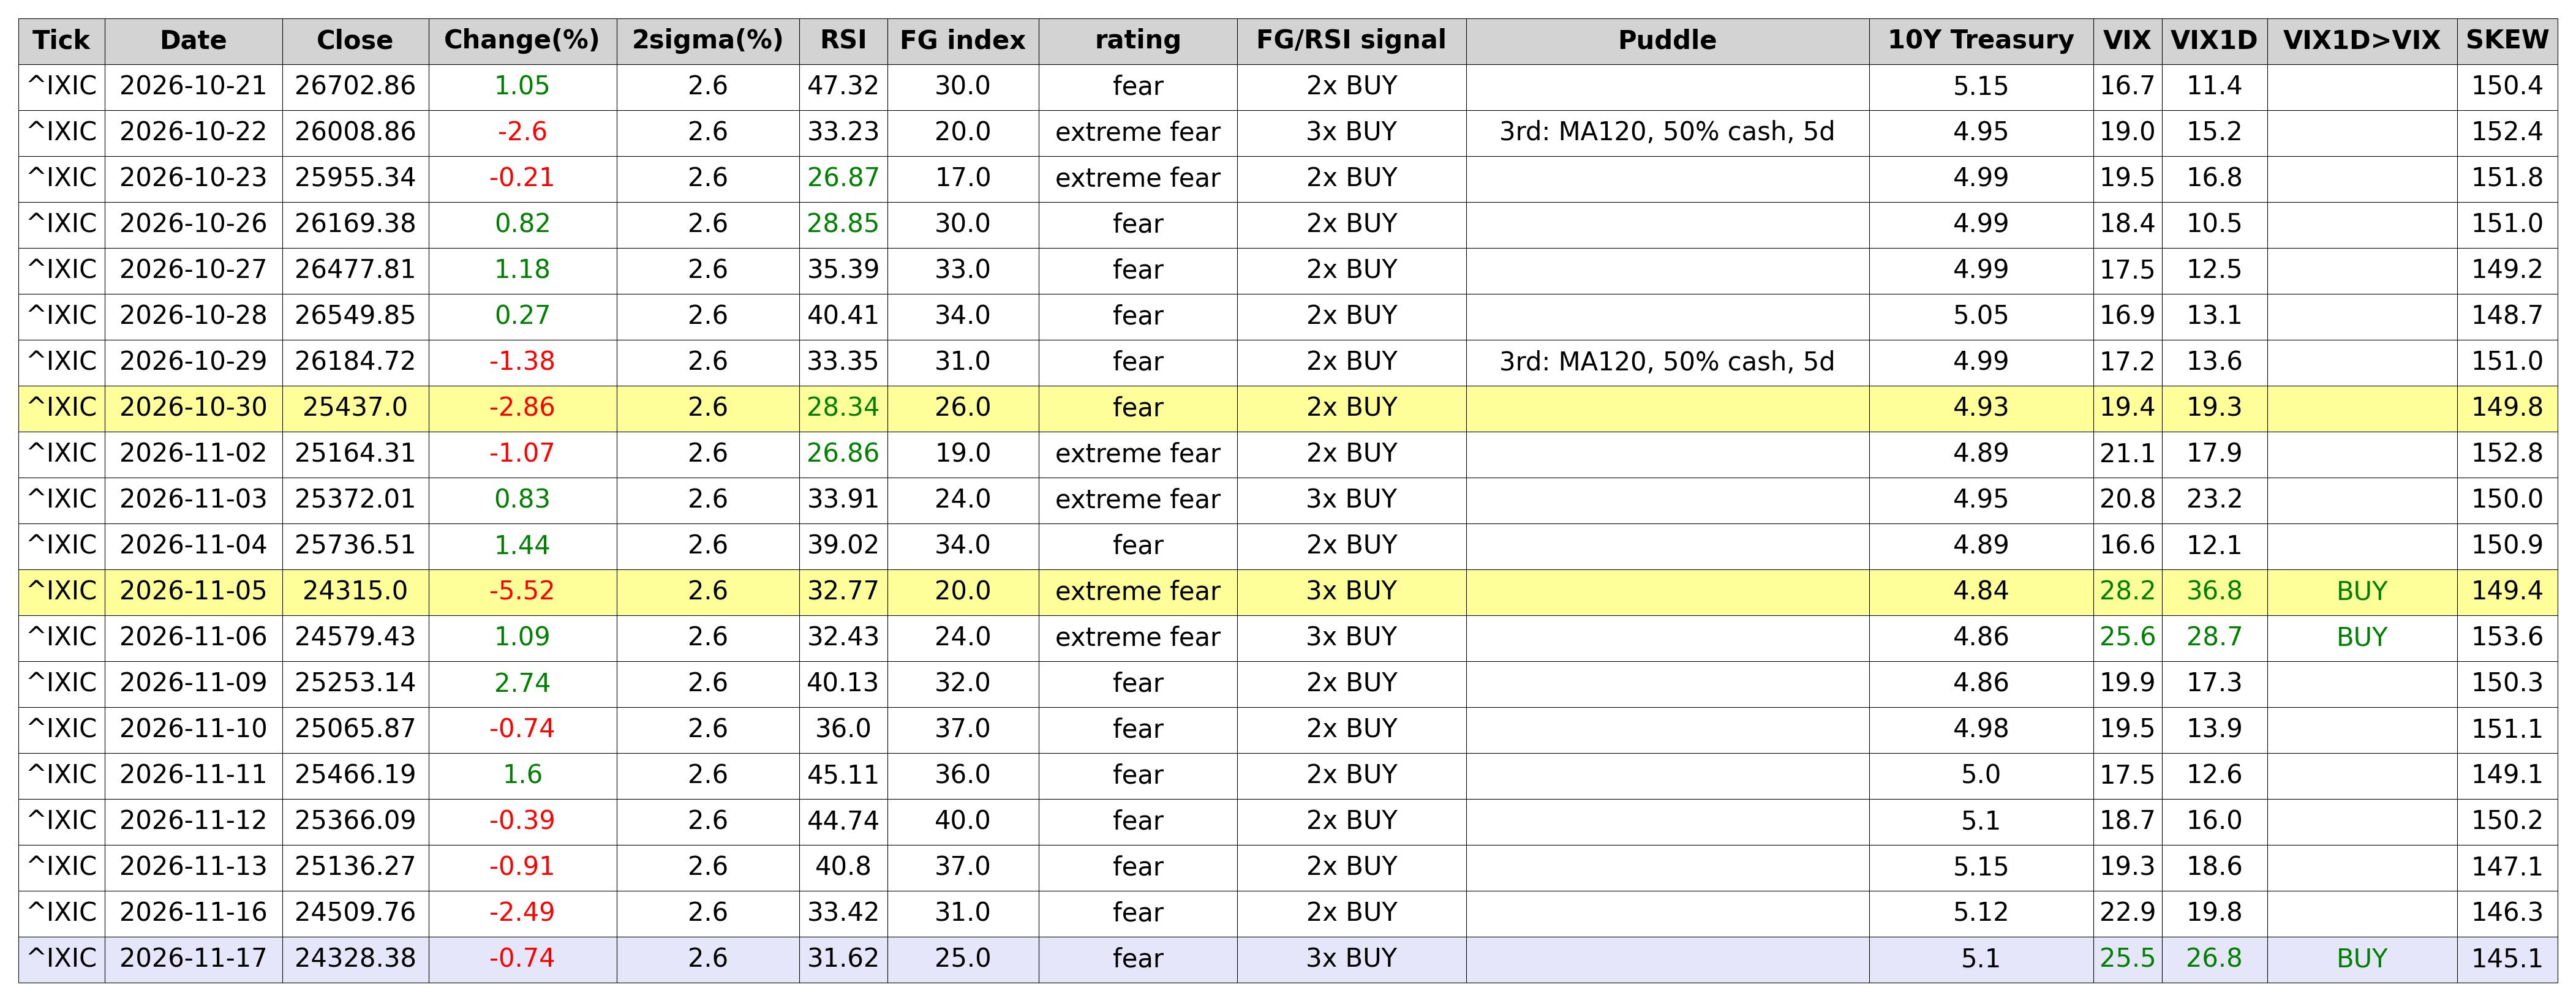 Tick Date Close Change(%) 2sigma(%) RSI FG index rating FG/RSI signal Puddle 10Y Treasury VIX VIX1D VIX1D>VIX SKEW
^IXIC 2026-10-21 26702.86 1.05 2.6 47.32 30.0 fear 2x BUY 5.15 16.7 11.4 150.4
^IXIC 2026-10-22 26008.86 -2.6 2.6 33.23 20.0 extreme fear 3x BUY 3rd: MA120, 50% cash, 5d 4.95 19.0 15.2 152.4
^IXIC 2026-10-23 25955.34 -0.21 2.6 26.87 17.0 extreme fear 2x BUY 4.99 19.5 16.8 151.8
^IXIC 2026-10-26 26169.38 0.82 2.6 28.85 30.0 fear 2x BUY 4.99 18.4 10.5 151.0
^IXIC 2026-10-27 26477.81 1.18 2.6 35.39 33.0 fear 2x BUY 4.99 17.5 12.5 149.2
^IXIC 2026-10-28 26549.85 0.27 2.6 40.41 34.0 fear 2x BUY 5.05 16.9 13.1 148.7
^IXIC 2026-10-29 26184.72 -1.38 2.6 33.35 31.0 fear 2x BUY 3rd: MA120, 50% cash, 5d 4.99 17.2 13.6 151.0
^IXIC 2026-10-30 25437.0 -2.86 2.6 28.34 26.0 fear 2x BUY 4.93 19.4 19.3 149.8
^IXIC 2026-11-02 25164.31 -1.07 2.6 26.86 19.0 extreme fear 2x BUY 4.89 21.1 17.9 152.8
^IXIC 2026-11-03 25372.01 0.83 2.6 33.91 24.0 extreme fear 3x BUY 4.95 20.8 23.2 150.0
^IXIC 2026-11-04 25736.51 1.44 2.6 39.02 34.0 fear 2x BUY 4.89 16.6 12.1 150.9
^IXIC 2026-11-05 24315.0 -5.52 2.6 32.77 20.0 extreme fear 3x BUY 4.84 28.2 36.8 BUY 149.4
^IXIC 2026-11-06 24579.43 1.09 2.6 32.43 24.0 extreme fear 3x BUY 4.86 25.6 28.7 BUY 153.6
^IXIC 2026-11-09 25253.14 2.74 2.6 40.13 32.0 fear 2x BUY 4.86 19.9 17.3 150.3
^IXIC 2026-11-10 25065.87 -0.74 2.6 36.0 37.0 fear 2x BUY 4.98 19.5 13.9 151.1
^IXIC 2026-11-11 25466.19 1.6 2.6 45.11 36.0 fear 2x BUY 5.0 17.5 12.6 149.1
^IXIC 2026-11-12 25366.09 -0.39 2.6 44.74 40.0 fear 2x BUY 5.1 18.7 16.0 150.2
^IXIC 2026-11-13 25136.27 -0.91 2.6 40.8 37.0 fear 2x BUY 5.15 19.3 18.6 147.1
^IXIC 2026-11-16 24509.76 -2.49 2.6 33.42 31.0 fear 2x BUY 5.12 22.9 19.8 146.3
^IXIC 2026-11-17 24328.38 -0.74 2.6 31.62 25.0 fear 3x BUY 5.1 25.5 26.8 BUY 145.1